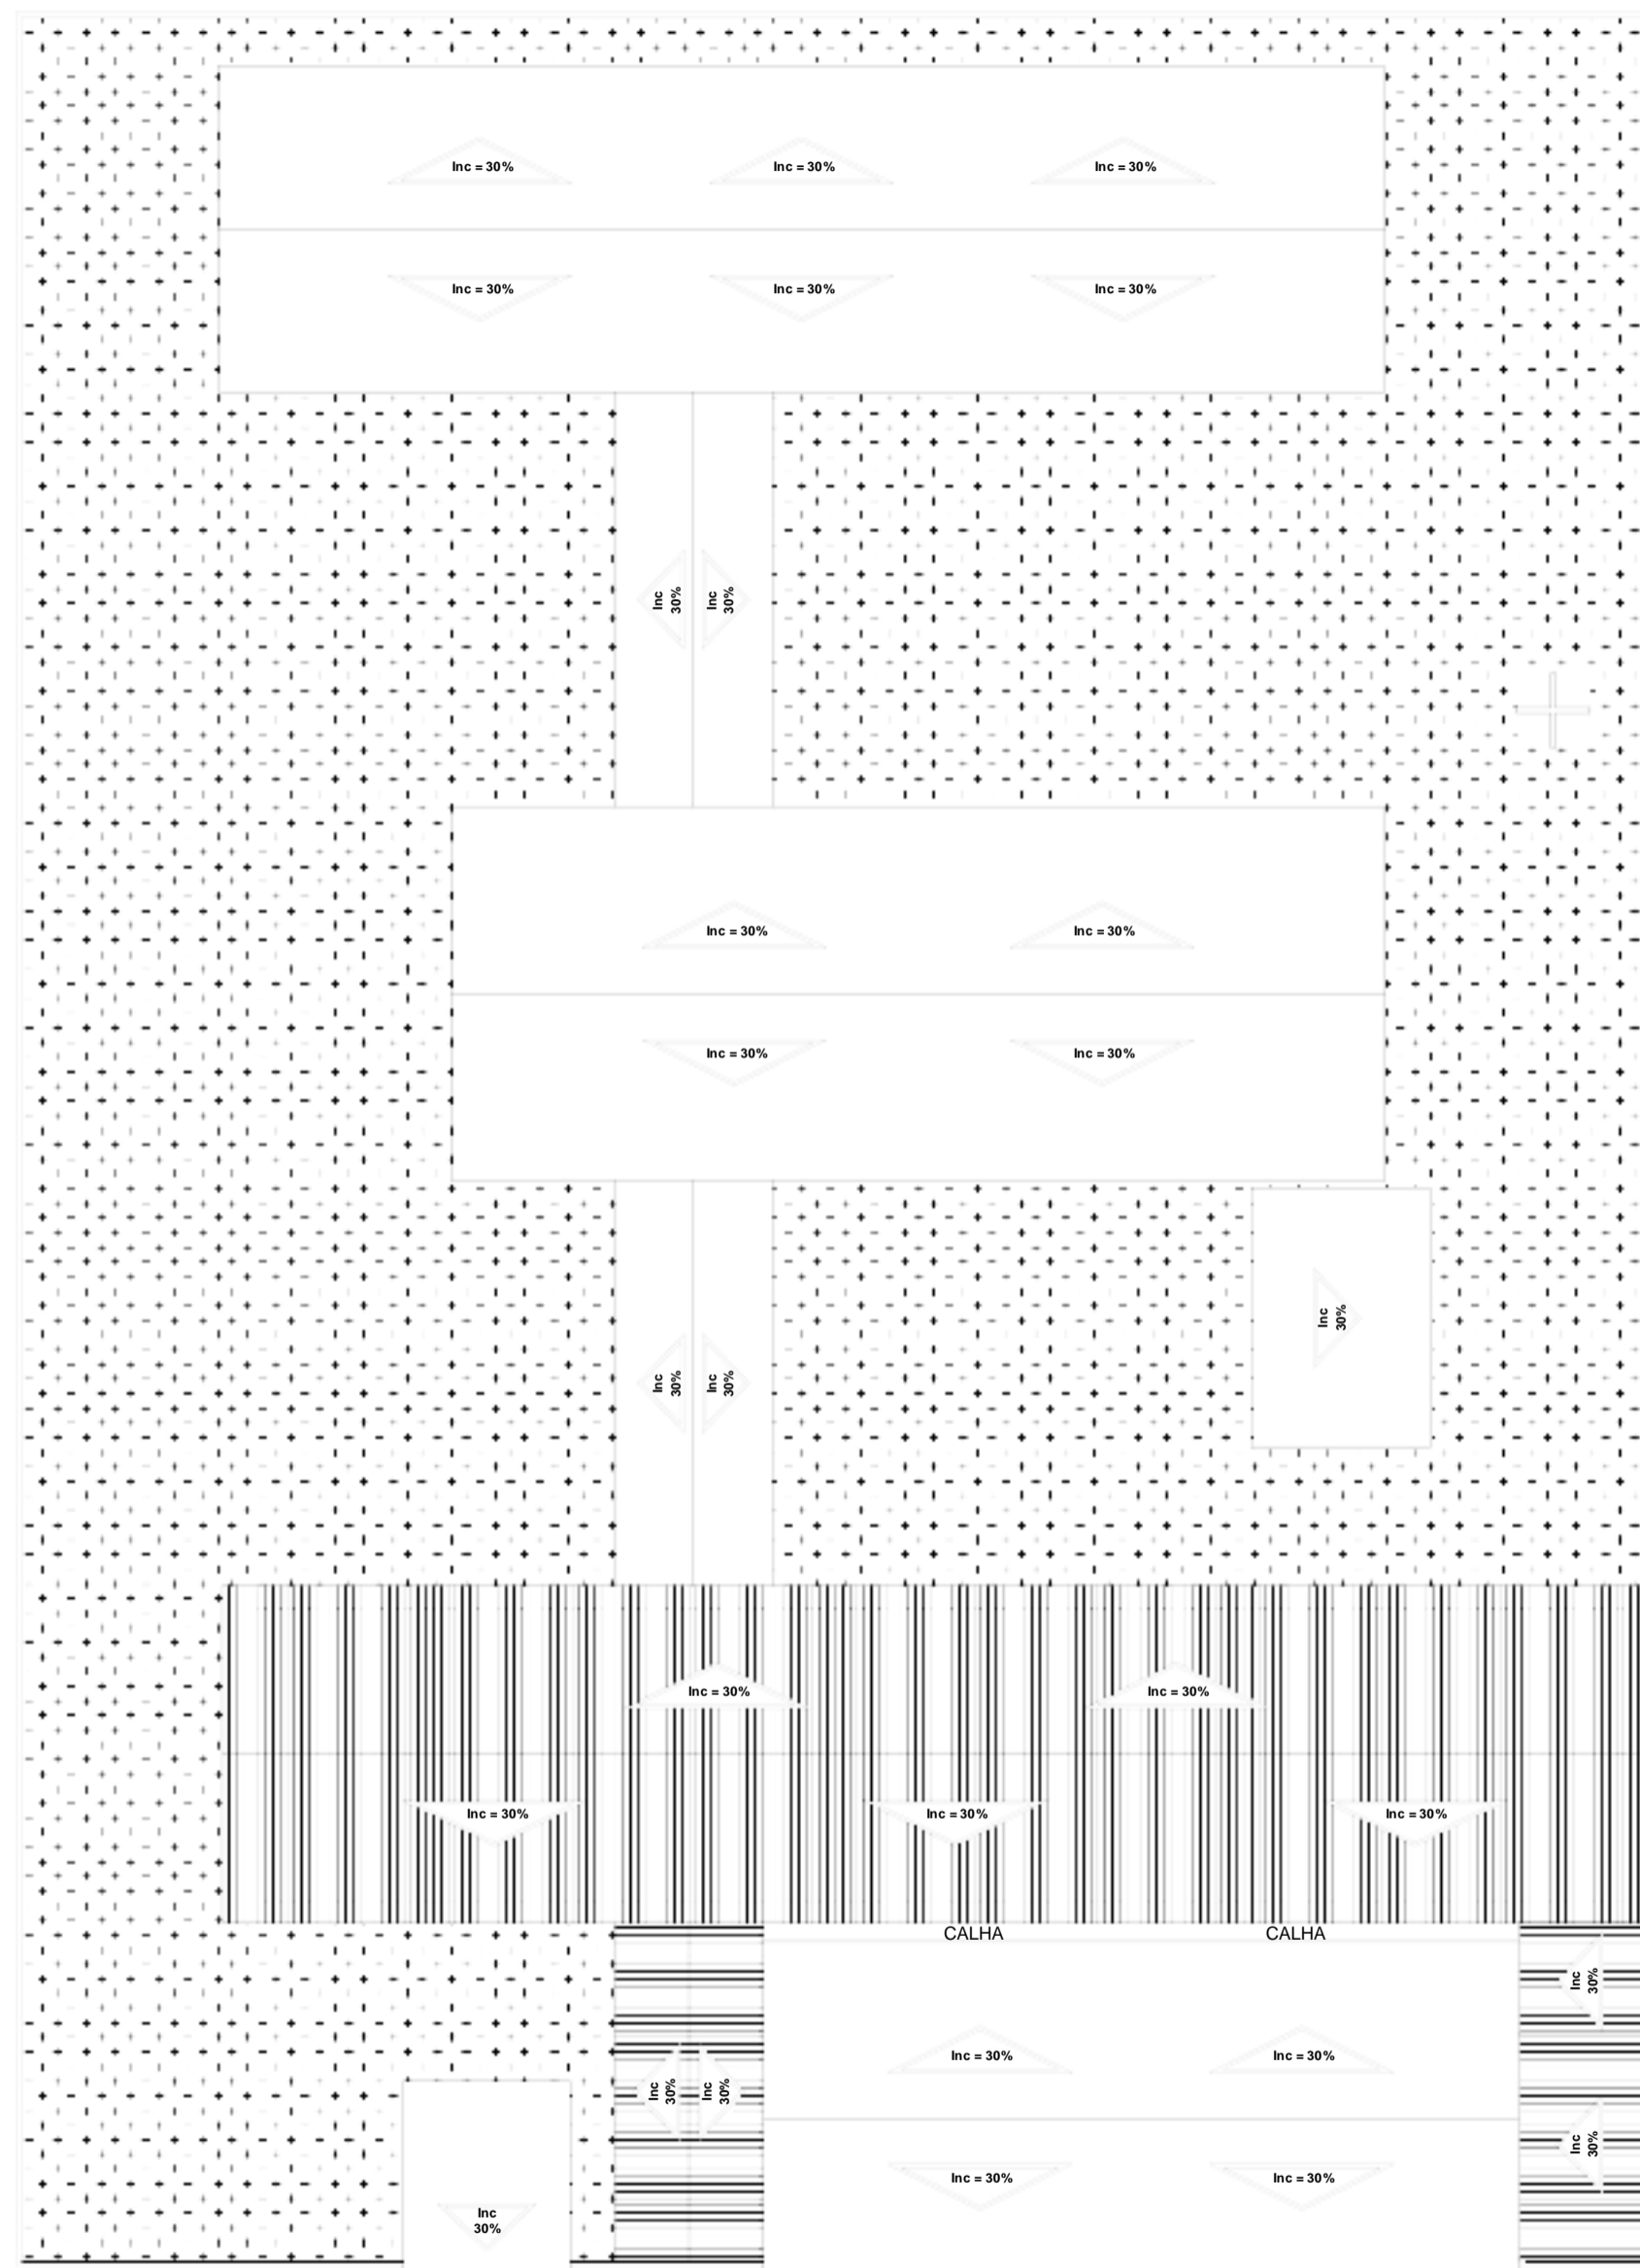 Inc = 30% Inc = 30% Inc = 30%
Inc = 30% Inc = 30% Inc = 30%
Inc
30%
Inc
30%
Inc = 30% Inc = 30%
Inc = 30% Inc = 30%
Inc
30%
Inc
30%
Inc
30%
Inc = 30% Inc = 30%
Inc = 30% Inc = 30% Inc = 30%
CALHA CALHA
Inc
30%
Inc = 30% Inc = 30%
Inc
30%
Inc
30%
Inc
30%
Inc = 30% Inc = 30%
Inc
30%